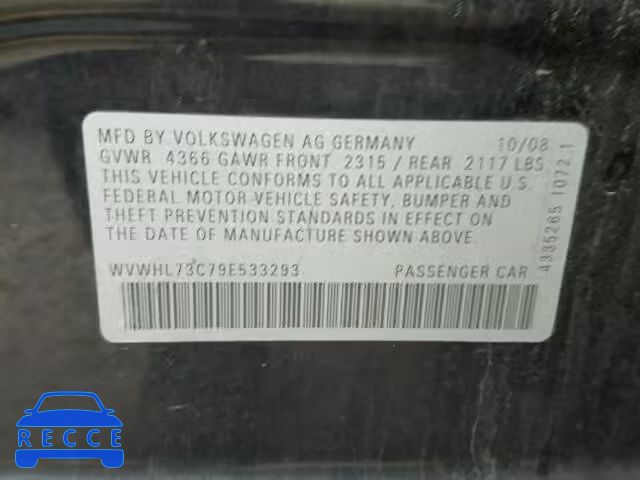 MFD BY VOLKSWAGEN AG GERMANY 10/08
GVWR 4366 GAWR FRONT 2315 / REAR 2117 LBS
THIS VEHICLE CONFORMS TO ALL APPLICABLE U.S.
FEDERAL MOTOR VEHICLE SAFETY, BUMPER AND
THEFT PREVENTION STANDARDS IN EFFECT ON
THE DATE OF MANUFACTURE SHOWN ABOVE.
WVWHL73C79E533293 PASSENGER CAR
4335265 1072 1
RECCE